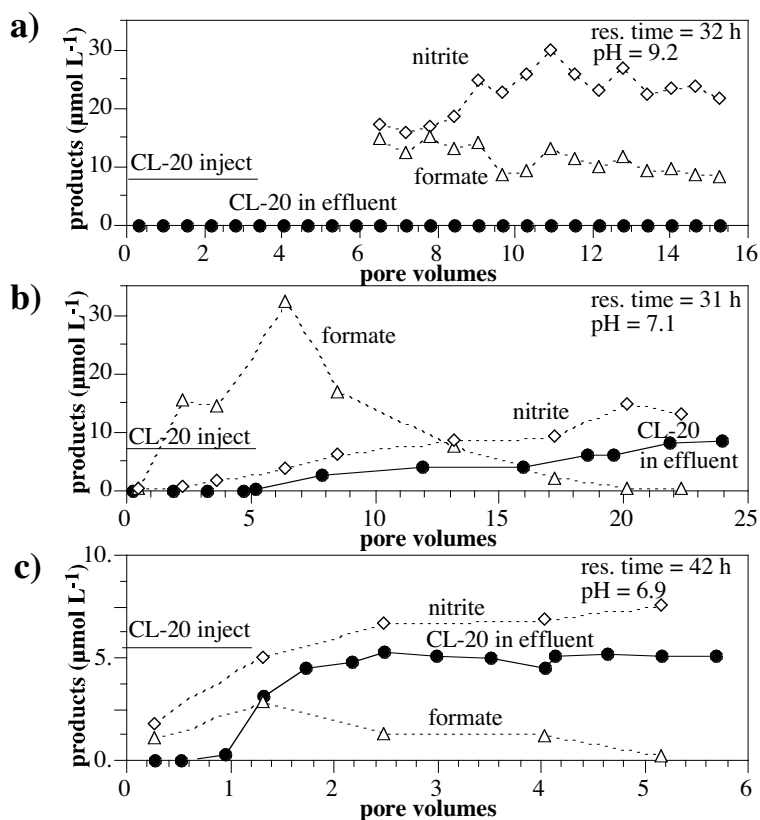 a)
products (µmol L-1)
30
20
10
0
res. time = 32 h
pH = 9.2
nitrite
CL-20 inject
formate
CL-20 in effluent
0 2 4 6 8 10 12 14 16
pore volumes
b)
products (µmol L-1)
30
20
10
0
res. time = 31 h
pH = 7.1
formate
nitrite
CL-20 inject
CL-20
in effluent
0 5 10 15 20 25
pore volumes
c)
products (µmol L-1)
10.
5.
0.
res. time = 42 h
pH = 6.9
nitrite
CL-20 inject
CL-20 in effluent
formate
0 1 2 3 4 5 6
pore volumes